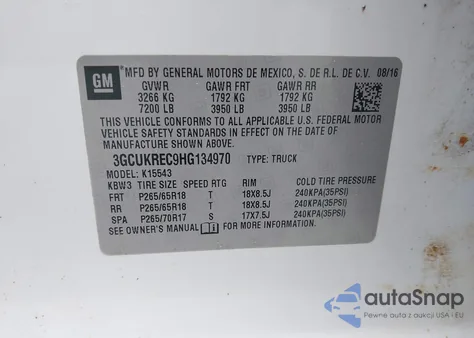 GM
MFD BY GENERAL MOTORS DE MEXICO, S. DE R.L. DE C.V. 08/16
GVWR GAWR FRT GAWR RR
3266 KG 1792 KG 1792 KG
7200 LB 3950 LB 3950 LB
THIS VEHICLE CONFORMS TO ALL APPLICABLE U.S. FEDERAL MOTOR
VEHICLE SAFETY STANDARDS IN EFFECT ON THE DATE OF
MANUFACTURE SHOWN ABOVE.
3GCUKREC9HG134970 TYPE: TRUCK
MODEL: K15543
KBW3 TIRE SIZE SPEED RTG RIM COLD TIRE PRESSURE
FRT P265/65R18 T 18X8.5J 240KPA(35PSI)
RR P265/65R18 T 18X8.5J 240KPA(35PSI)
SPA P265/70R17 S 17X7.5J 240KPA(35PSI)
SEE OWNER'S MANUAL FOR MORE INFORMATION.
autoSnap
Pewne auta z USA i EU